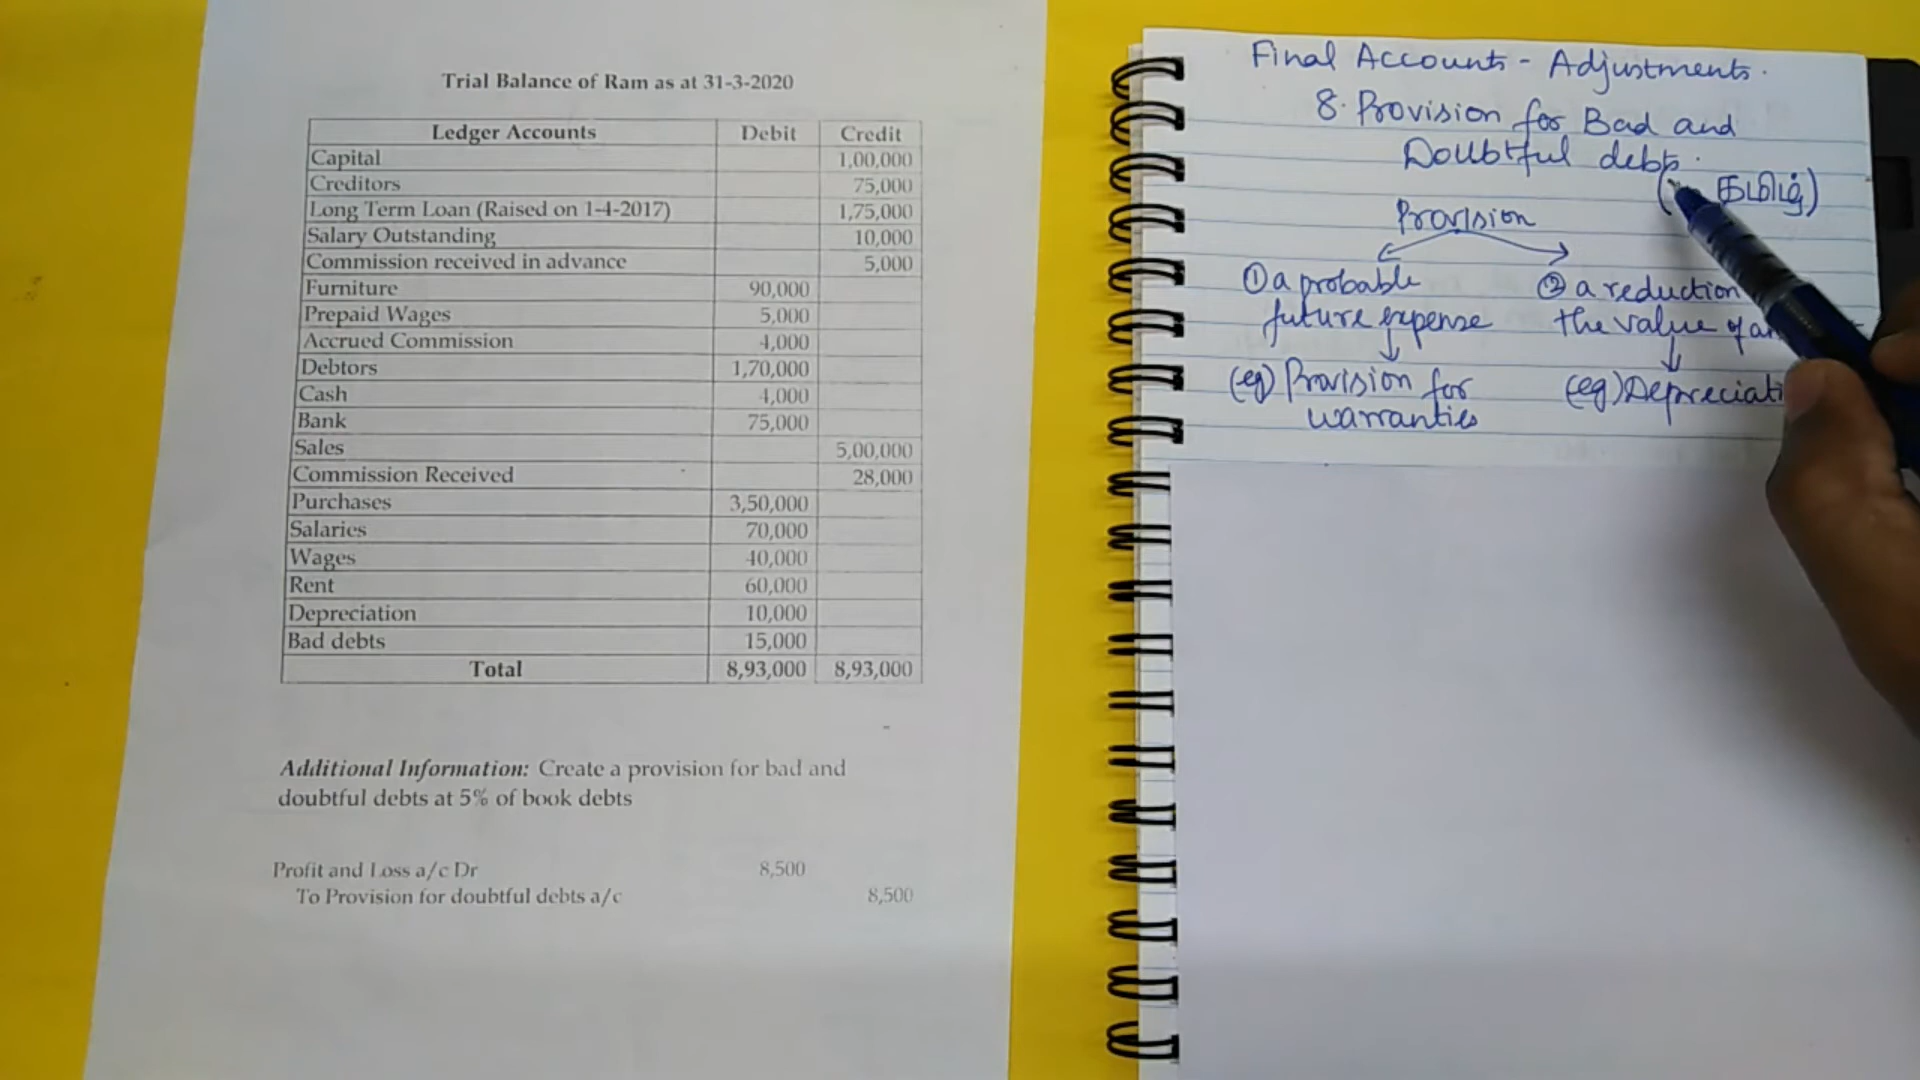 Trial Balance of Ram as at 31-3-2020
Ledger Accounts Debit Credit
Capital 1,00,000
Creditors 75,000
Long Term Loan (Raised on 1-4-2017) 1,75,000
Salary Outstanding 10,000
Commission received in advance 5,000
Furniture 90,000
Prepaid Wages 5,000
Accrued Commission 4,000
Debtors 1,70,000
Cash 4,000
Bank 75,000
Sales 5,00,000
Commission Received 28,000
Purchases 3,50,000
Salaries 70,000
Wages 40,000
Rent 60,000
Depreciation 10,000
Bad debts 15,000
Total 8,93,000 8,93,000
Additional Information: Create a provision for bad and
doubtful debts at 5% of book debts
Profit and Loss a/c Dr 8,500
To Provision for doubtful debts a/c 8,500
Final Accounts - Adjustments.
8. Provision for Bad and
Doubtful debts.
(தமிழ்)
Provision
① a probable
future expense
(eg) Provision for
warranties
② a reduction
the value of
(eg) Depreciati